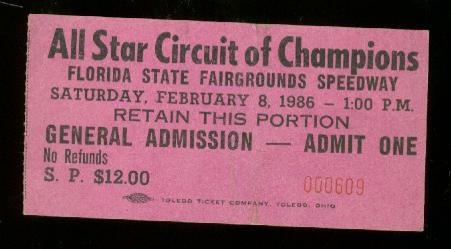 All Star Circuit of Champions
FLORIDA STATE FAIRGROUNDS SPEEDWAY
SATURDAY, FEBRUARY 8, 1986 – 1:00 P.M.
RETAIN THIS PORTION
GENERAL ADMISSION — ADMIT ONE
No Refunds
S. P. $12.00
000609
TOLEDO TICKET COMPANY, TOLEDO, OHIO